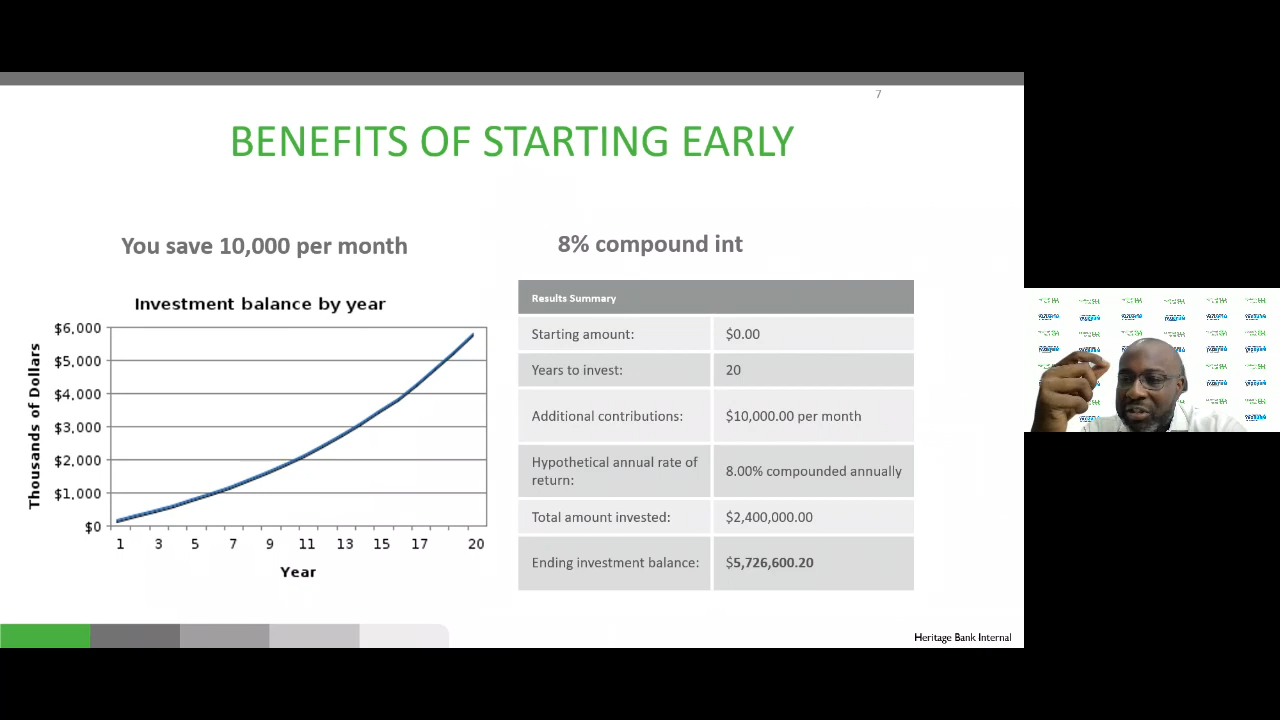 7
BENEFITS OF STARTING EARLY
You save 10,000 per month
8% compound int
Investment balance by year
Thousands of Dollars
$6,000
$5,000
$4,000
$3,000
$2,000
$1,000
$0
1 3 5 7 9 11 13 15 17 20
Year
Results Summary
Starting amount: $0.00
Years to invest: 20
Additional contributions: $10,000.00 per month
Hypothetical annual rate of
return: 8.00% compounded annually
Total amount invested: $2,400,000.00
Ending investment balance: $5,726,600.20
Heritage Bank Internal